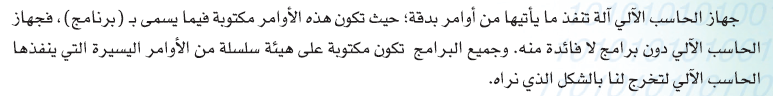 جهاز الحاسب الآلي آلة تنفذ ما يأتيها من أوامر بدقة؛ حيث تكون هذه الأوامر مكتوبة فيما يسمى بـ (برنامج)، فجهاز
الحاسب الآلي دون برامج لا فائدة منه. وجميع البرامج تكون مكتوبة على هيئة سلسلة من الأوامر اليسيرة التي ينفذها
الحاسب الآلي لتخرج لنا بالشكل الذي نراه.